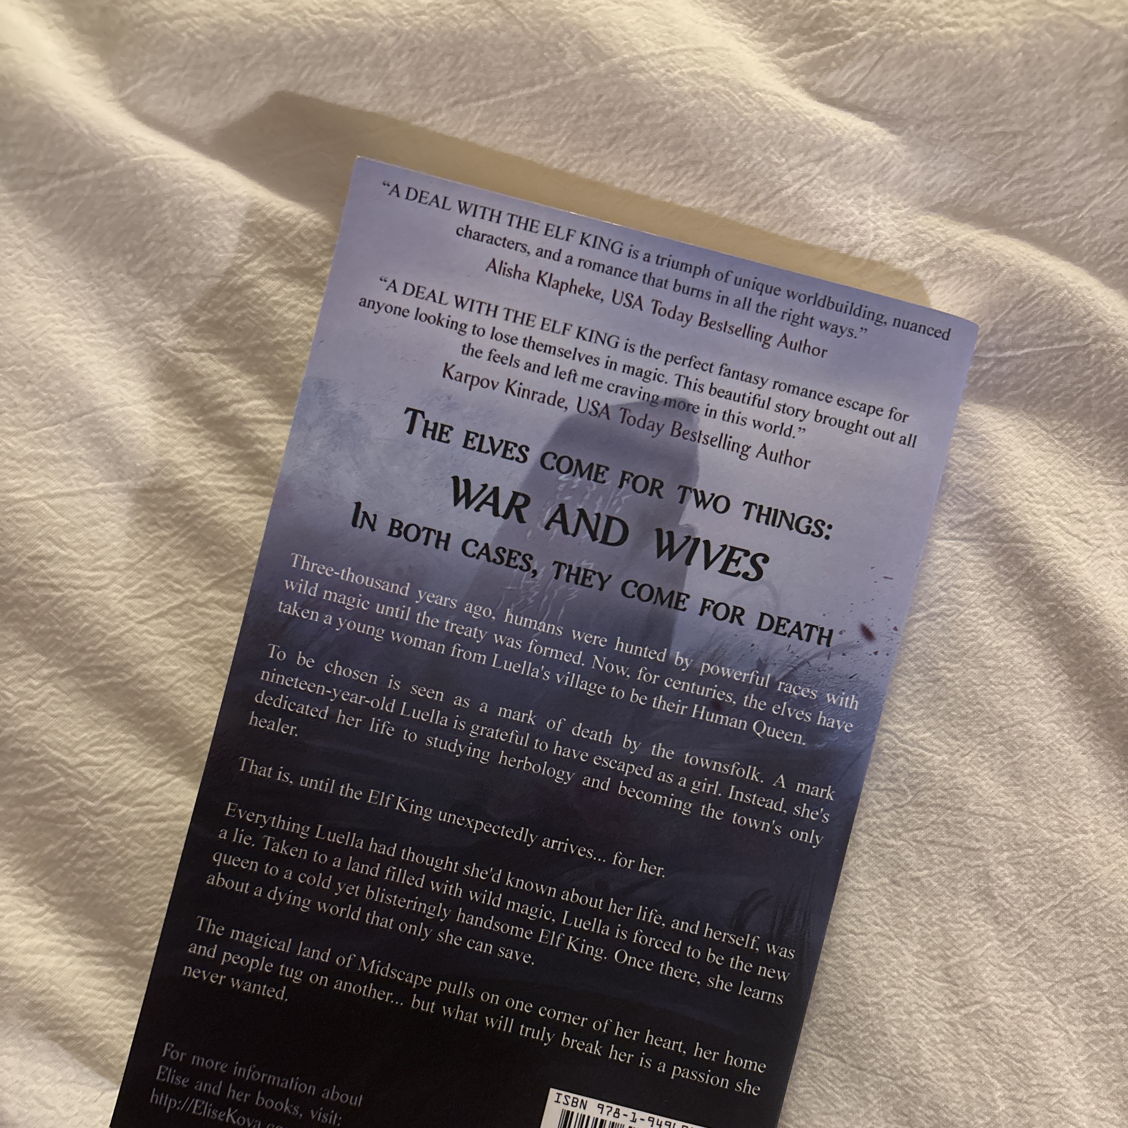 “A DEAL WITH THE ELF KING is a triumph of unique worldbuilding, nuanced
characters, and a romance that burns in all the right ways.”
Alisha Klapheke, USA Today Bestselling Author
“A DEAL WITH THE ELF KING is the perfect fantasy romance escape for
anyone looking to lose themselves in magic. This beautiful story brought out all
the feels and left me craving more in this world.”
Karpov Kinrade, USA Today Bestselling Author
THE ELVES COME FOR TWO THINGS:
WAR AND WIVES
IN BOTH CASES, THEY COME FOR DEATH
Three-thousand years ago, humans were hunted by powerful races with
wild magic until the treaty was formed. Now, for centuries, the elves have
taken a young woman from Luella's village to be their Human Queen.
To be chosen is seen as a mark of death by the townsfolk. A mark
nineteen-year-old Luella is grateful to have escaped as a girl. Instead, she's
dedicated her life to studying herbology and becoming the town's only
healer.
That is, until the Elf King unexpectedly arrives... for her.
Everything Luella had thought she'd known about her life, and herself, was
a lie. Taken to a land filled with wild magic, Luella is forced to be the new
queen to a cold yet blisteringly handsome Elf King. Once there, she learns
about a dying world that only she can save.
The magical land of Midscape pulls on one corner of her heart, her home
and people tug on another... but what will truly break her is a passion she
never wanted.
For more information about
Elise and her books, visit:
http://EliseKova.co
ISBN 978-1-949